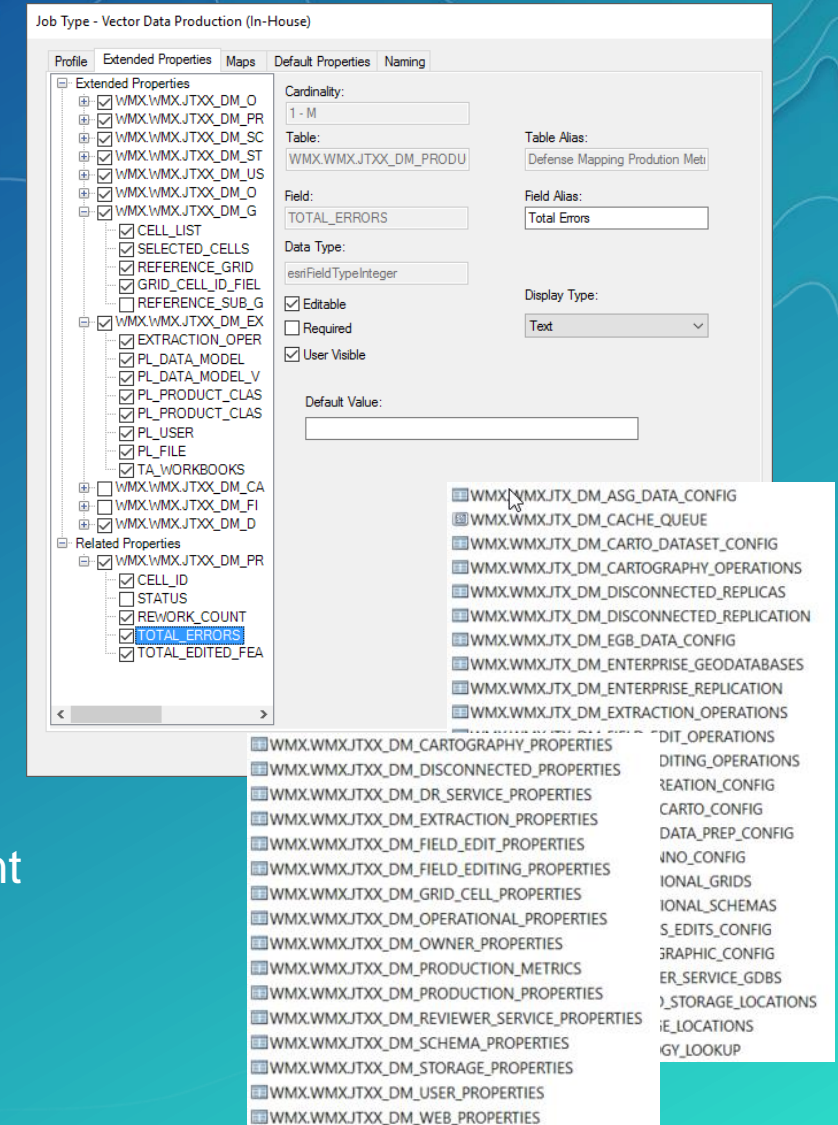 Job Type - Vector Data Production (In-House)
Profile Extended Properties Maps Default Properties Naming
Extended Properties
WMX.WMX.JTXX_DM_O
WMX.WMX.JTXX_DM_PR
WMX.WMX.JTXX_DM_SC
WMX.WMX.JTXX_DM_ST
WMX.WMX.JTXX_DM_US
WMX.WMX.JTXX_DM_O
WMX.WMX.JTXX_DM_G
CELL_LIST
SELECTED_CELLS
REFERENCE_GRID
GRID_CELL_ID_FIEL
REFERENCE_SUB_G
WMX.WMX.JTXX_DM_EX
EXTRACTION_OPER
PL_DATA_MODEL
PL_DATA_MODEL_V
PL_PRODUCT_CLAS
PL_PRODUCT_CLAS
PL_USER
PL_FILE
TA_WORKBOOKS
WMX.WMX.JTXX_DM_CA
WMX.WMX.JTXX_DM_FI
WMX.WMX.JTXX_DM_D
Related Properties
WMX.WMX.JTXX_DM_PR
CELL_ID
STATUS
REWORK_COUNT
TOTAL_ERRORS
TOTAL_EDITED_FEA
Cardinality:
1 - M
Table: Table Alias:
WMX.WMX.JTXX_DM_PRODU Defense Mapping Prodution Metri
Field: Field Alias:
TOTAL_ERRORS Total Errors
Data Type:
esriFieldTypeInteger
Editable Display Type:
Required Text
User Visible
Default Value:
WMX.WMX.JTX_DM_ASG_DATA_CONFIG
WMX.WMX.JTX_DM_CACHE_QUEUE
WMX.WMX.JTX_DM_CARTO_DATASET_CONFIG
WMX.WMX.JTX_DM_CARTOGRAPHY_OPERATIONS
WMX.WMX.JTX_DM_DISCONNECTED_REPLICAS
WMX.WMX.JTX_DM_DISCONNECTED_REPLICATION
WMX.WMX.JTX_DM_EGB_DATA_CONFIG
WMX.WMX.JTX_DM_ENTERPRISE_GEODATABASES
WMX.WMX.JTX_DM_ENTERPRISE_REPLICATION
WMX.WMX.JTX_DM_EXTRACTION_OPERATIONS
EDIT_OPERATIONS
DITING_OPERATIONS
REATION_CONFIG
CARTO_CONFIG
DATA_PREP_CONFIG
NNO_CONFIG
IONAL_GRIDS
IONAL_SCHEMAS
S_EDITS_CONFIG
GRAPHIC_CONFIG
ER_SERVICE_GDBS
D_STORAGE_LOCATIONS
GE_LOCATIONS
GY_LOOKUP
WMX.WMX.JTXX_DM_CARTOGRAPHY_PROPERTIES
WMX.WMX.JTXX_DM_DISCONNECTED_PROPERTIES
WMX.WMX.JTXX_DM_DR_SERVICE_PROPERTIES
WMX.WMX.JTXX_DM_EXTRACTION_PROPERTIES
WMX.WMX.JTXX_DM_FIELD_EDIT_PROPERTIES
WMX.WMX.JTXX_DM_FIELD_EDITING_PROPERTIES
WMX.WMX.JTXX_DM_GRID_CELL_PROPERTIES
WMX.WMX.JTXX_DM_OPERATIONAL_PROPERTIES
WMX.WMX.JTXX_DM_OWNER_PROPERTIES
WMX.WMX.JTXX_DM_PRODUCTION_METRICS
WMX.WMX.JTXX_DM_PRODUCTION_PROPERTIES
WMX.WMX.JTXX_DM_REVIEWER_SERVICE_PROPERTIES
WMX.WMX.JTXX_DM_SCHEMA_PROPERTIES
WMX.WMX.JTXX_DM_STORAGE_PROPERTIES
WMX.WMX.JTXX_DM_USER_PROPERTIES
WMX.WMX.JTXX_DM_WEB_PROPERTIES
nt